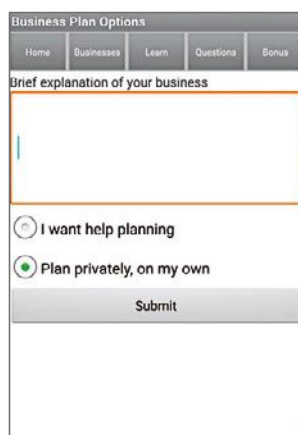 Business Plan Options
Home Businesses Learn Questions Bonus
Brief explanation of your business
I want help planning
Plan privately, on my own
Submit